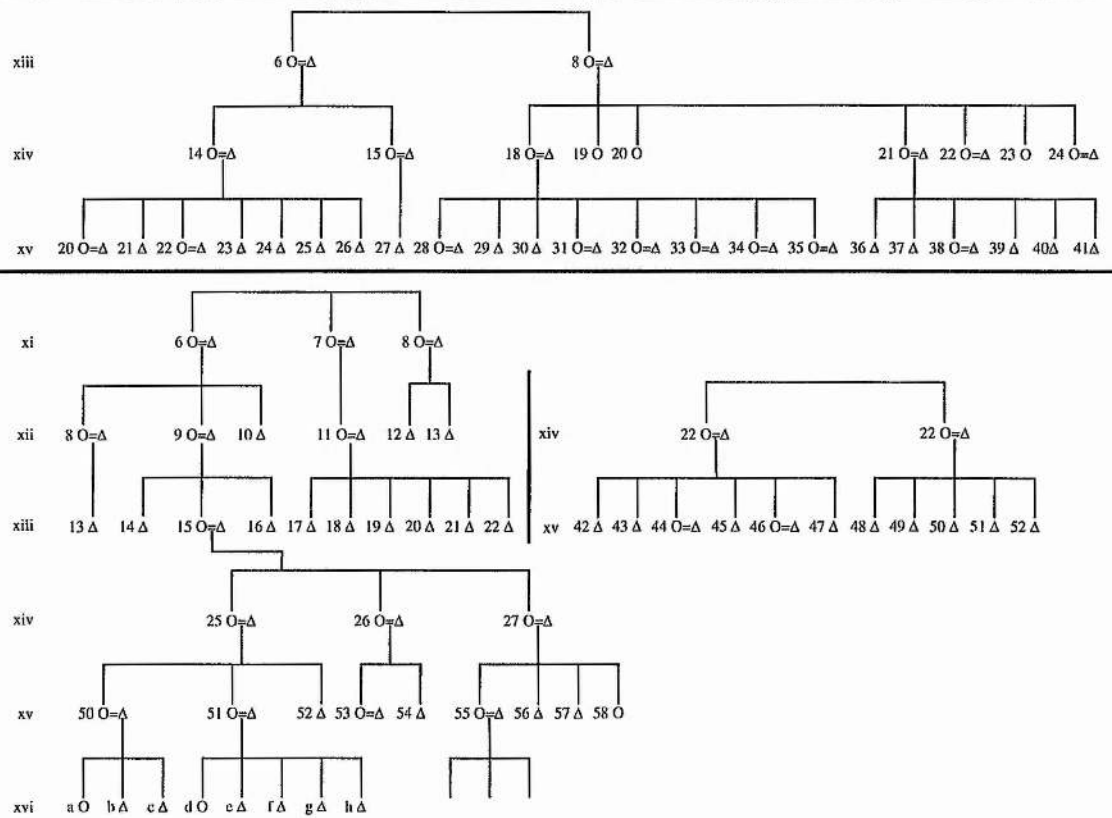 xiii 6 O=Δ 8 O=Δ
xiv 14 O=Δ 15 O=Δ 18 O=Δ 19 O 20 O 21 O=Δ 22 O=Δ 23 O 24 O=Δ
xv 20 O=Δ 21 Δ 22 O=Δ 23 Δ 24 Δ 25 Δ 26 Δ 27 Δ 28 O=Δ 29 Δ 30 Δ 31 O=Δ 32 O=Δ 33 O=Δ 34 O=Δ 35 O=Δ 36 Δ 37 Δ 38 O=Δ 39 Δ 40 Δ 41 Δ
xi 6 O=Δ 7 O=Δ 8 O=Δ
xii 8 O=Δ 9 O=Δ 10 Δ 11 O=Δ 12 Δ 13 Δ
xiii 13 Δ 14 Δ 15 O=Δ 16 Δ 17 Δ 18 Δ 19 Δ 20 Δ 21 Δ 22 Δ
xiv 22 O=Δ 22 O=Δ
xv 42 Δ 43 Δ 44 O=Δ 45 Δ 46 O=Δ 47 Δ 48 Δ 49 Δ 50 Δ 51 Δ 52 Δ
xiv 25 O=Δ 26 O=Δ 27 O=Δ
xv 50 O=Δ 51 O=Δ 52 Δ 53 O=Δ 54 Δ 55 O=Δ 56 Δ 57 Δ 58 O
xvi a O b Δ c Δ d O e Δ f Δ g Δ h Δ